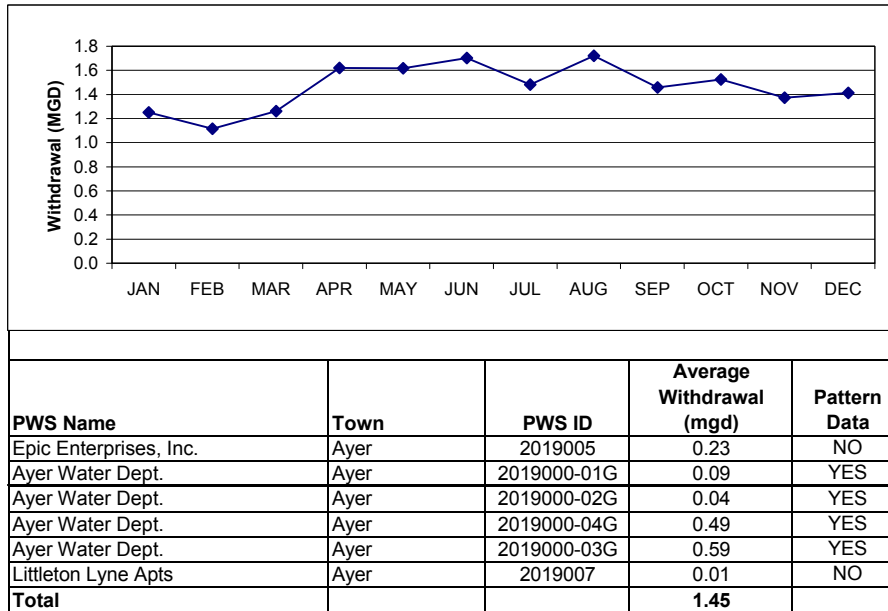 1.8
1.6
1.4
1.2
1.0
0.8
0.6
0.4
0.2
0.0
Withdrawal (MGD)
JAN FEB MAR APR MAY JUN JUL AUG SEP OCT NOV DEC
PWS Name Town PWS ID Average Withdrawal (mgd) Pattern Data
Epic Enterprises, Inc. Ayer 2019005 0.23 NO
Ayer Water Dept. Ayer 2019000-01G 0.09 YES
Ayer Water Dept. Ayer 2019000-02G 0.04 YES
Ayer Water Dept. Ayer 2019000-04G 0.49 YES
Ayer Water Dept. Ayer 2019000-03G 0.59 YES
Littleton Lyne Apts Ayer 2019007 0.01 NO
Total 1.45